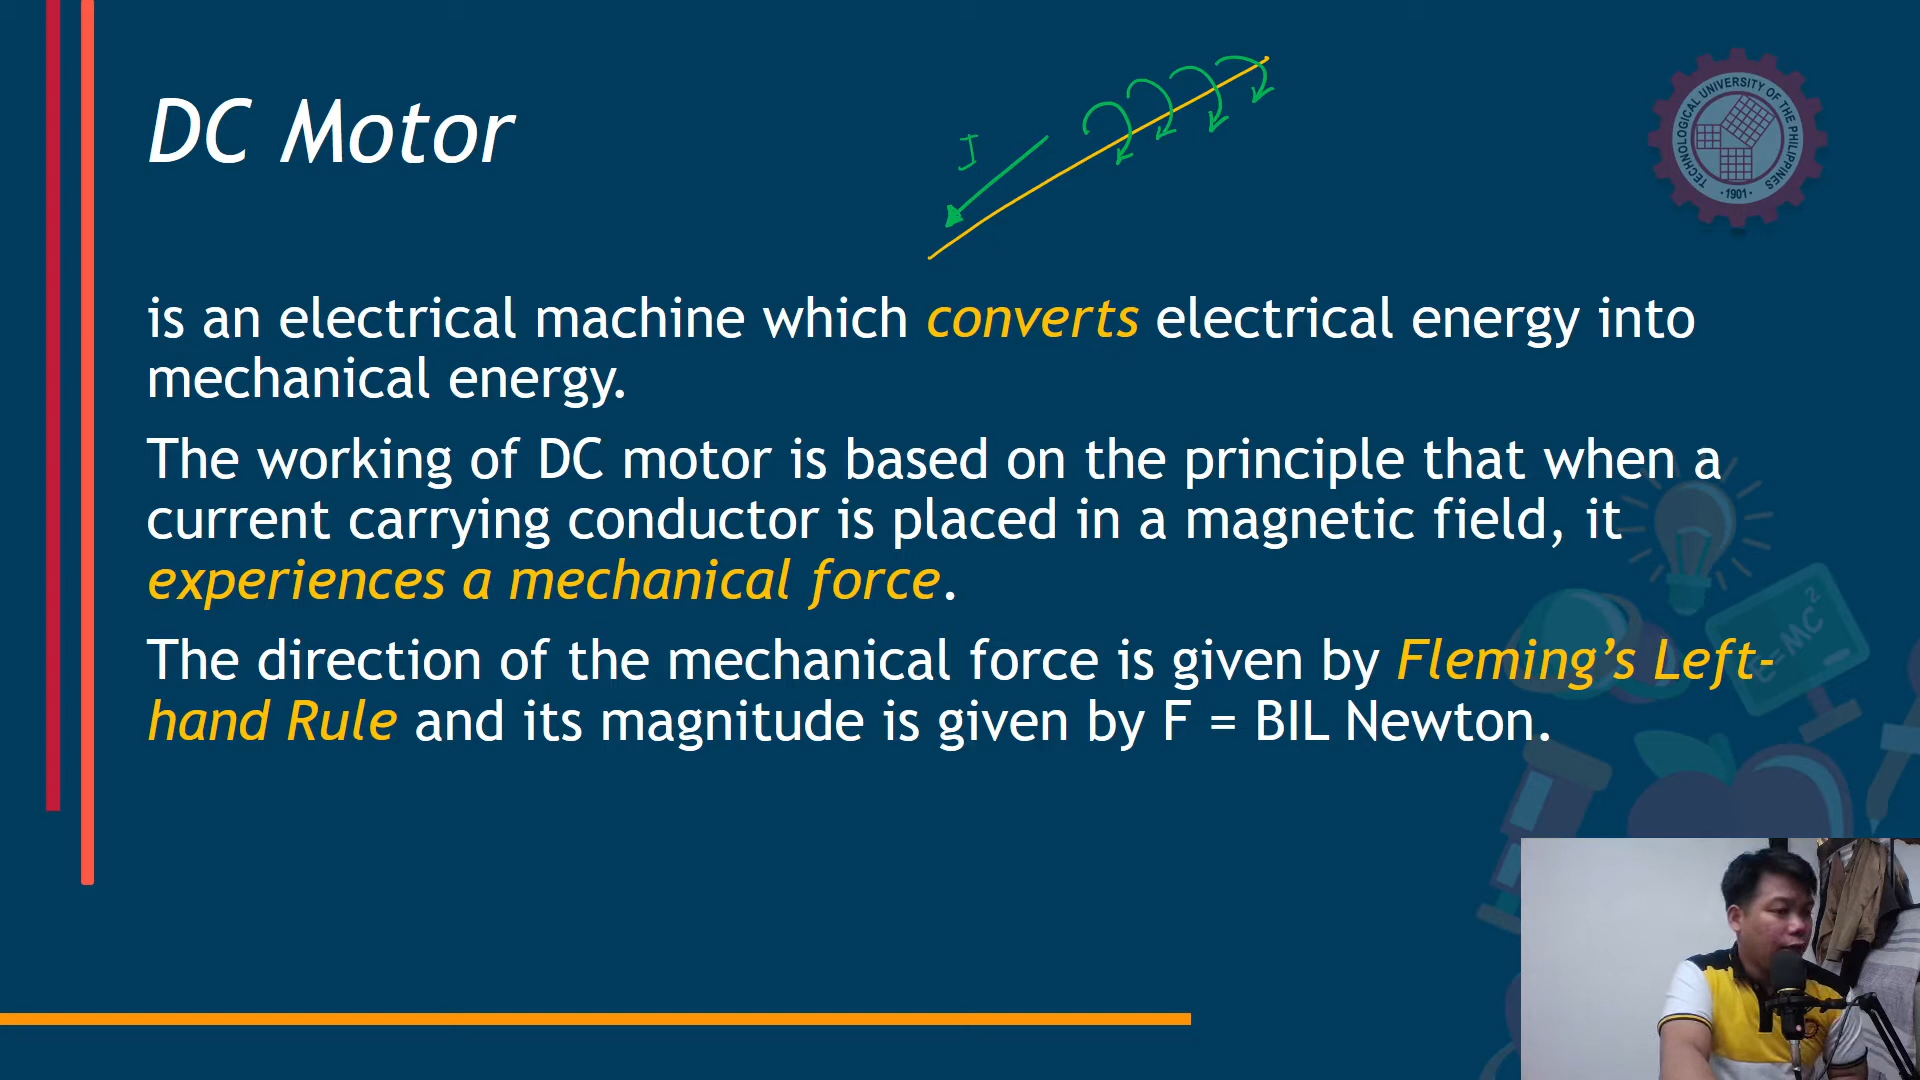 DC Motor
I
TECHNOLOGICAL UNIVERSITY OF THE PHILIPPINES
· 1901 ·
is an electrical machine which converts electrical energy into
mechanical energy.
The working of DC motor is based on the principle that when a
current carrying conductor is placed in a magnetic field, it
experiences a mechanical force.
The direction of the mechanical force is given by Fleming’s Left-
hand Rule and its magnitude is given by F = BIL Newton.
E=MC²